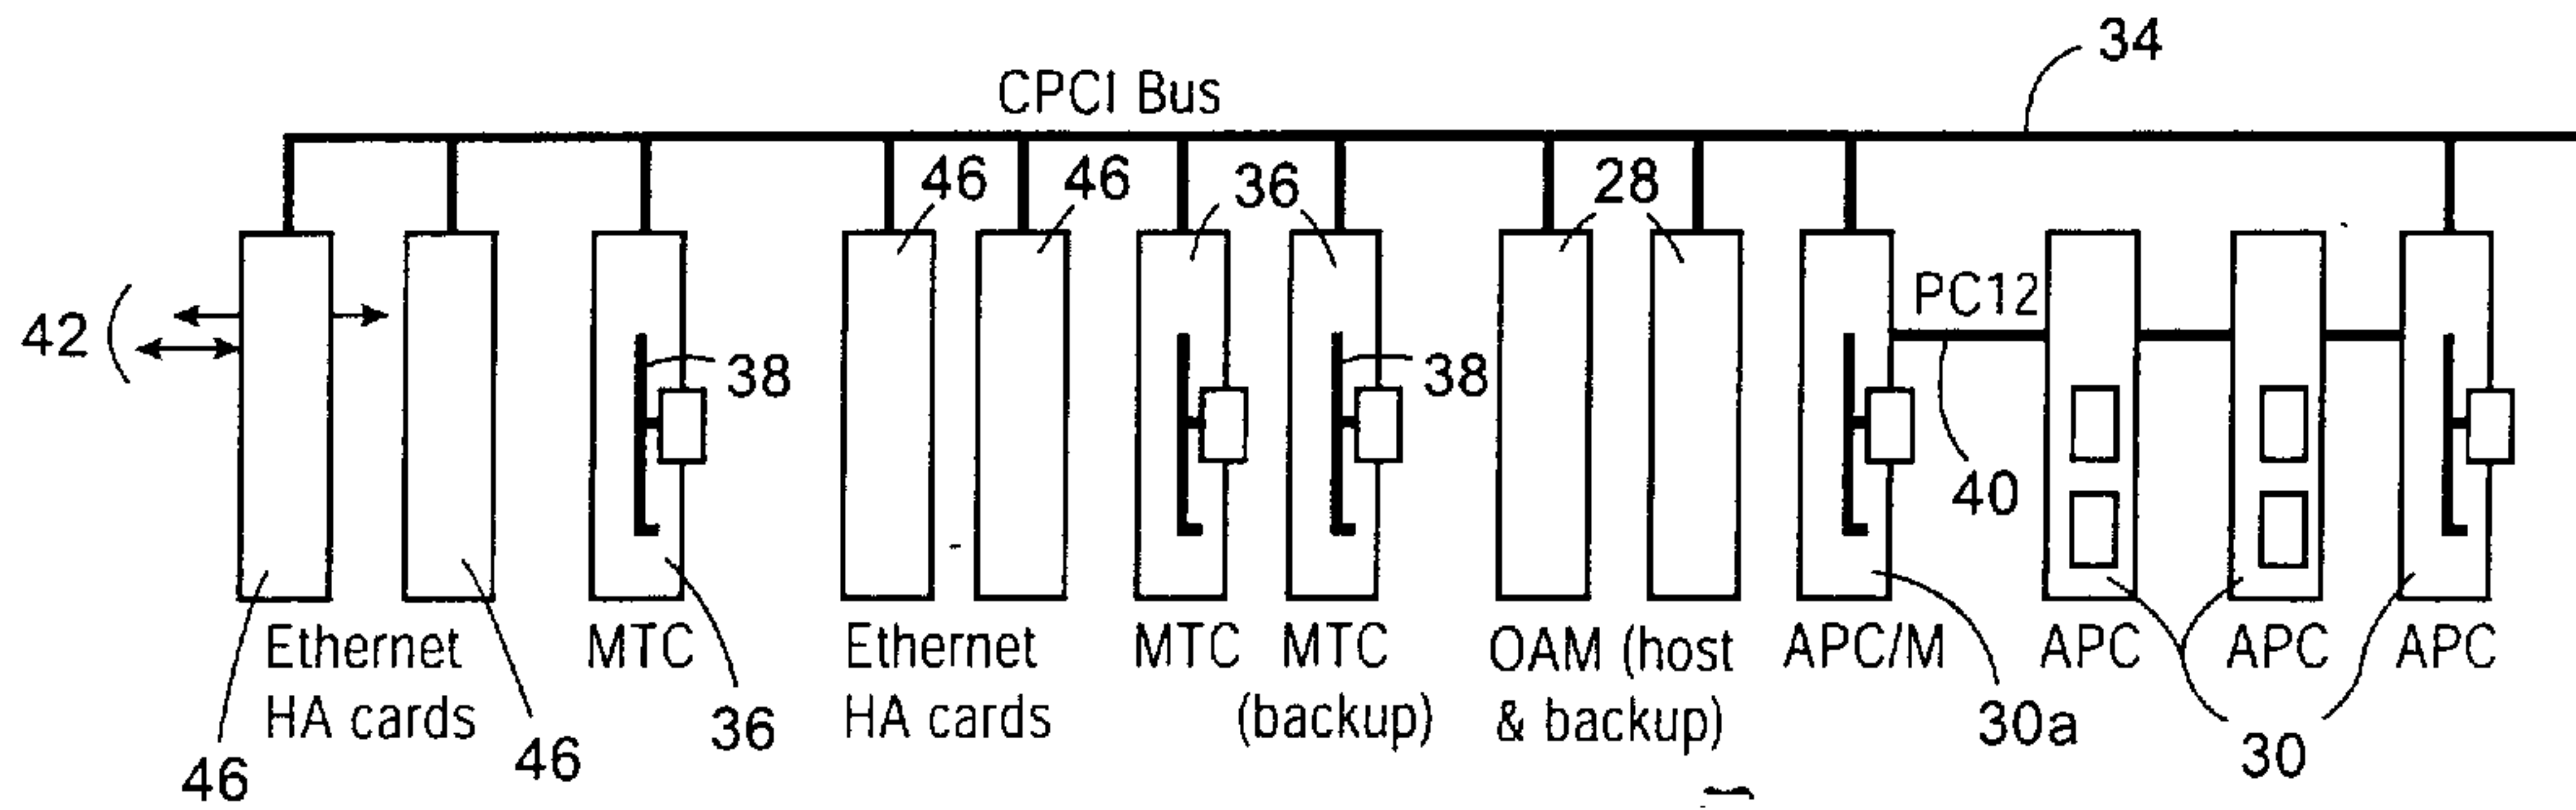 34
CPCI Bus
46 46 36 28
42
PC12
38 38
40
Ethernet MTC Ethernet MTC MTC OAM (host APC/M APC APC APC
HA cards HA cards (backup) & backup)
46 46 36 30a 30